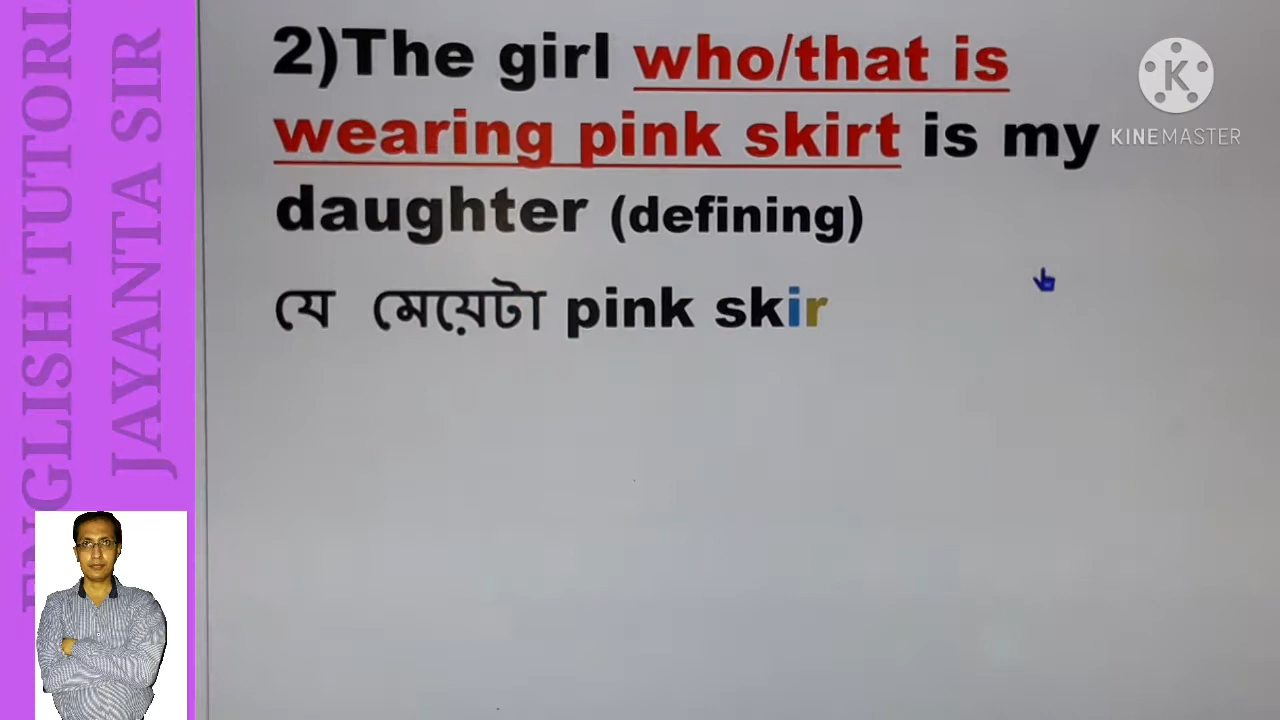 ENGLISH TUTORI
JAYANTA SIR
2)The girl who/that is
wearing pink skirt is my
daughter (defining)
যে মেয়েটা pink skir
K
KINEMASTER